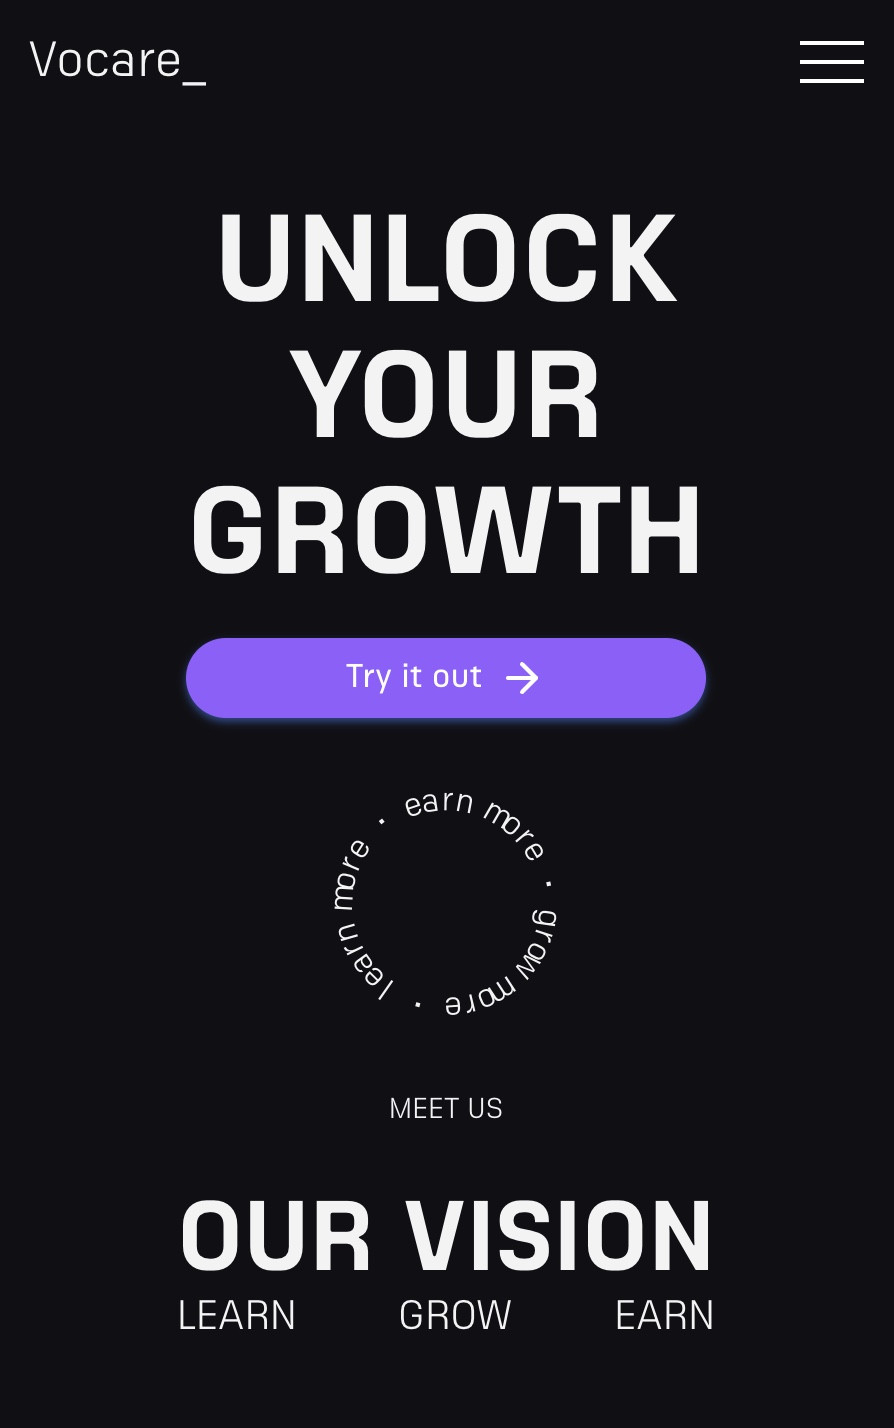 Vocare_
UNLOCK
YOUR
GROWTH
Try it out
earn more · grow more · learn more ·
MEET US
OUR VISION
LEARN GROW EARN